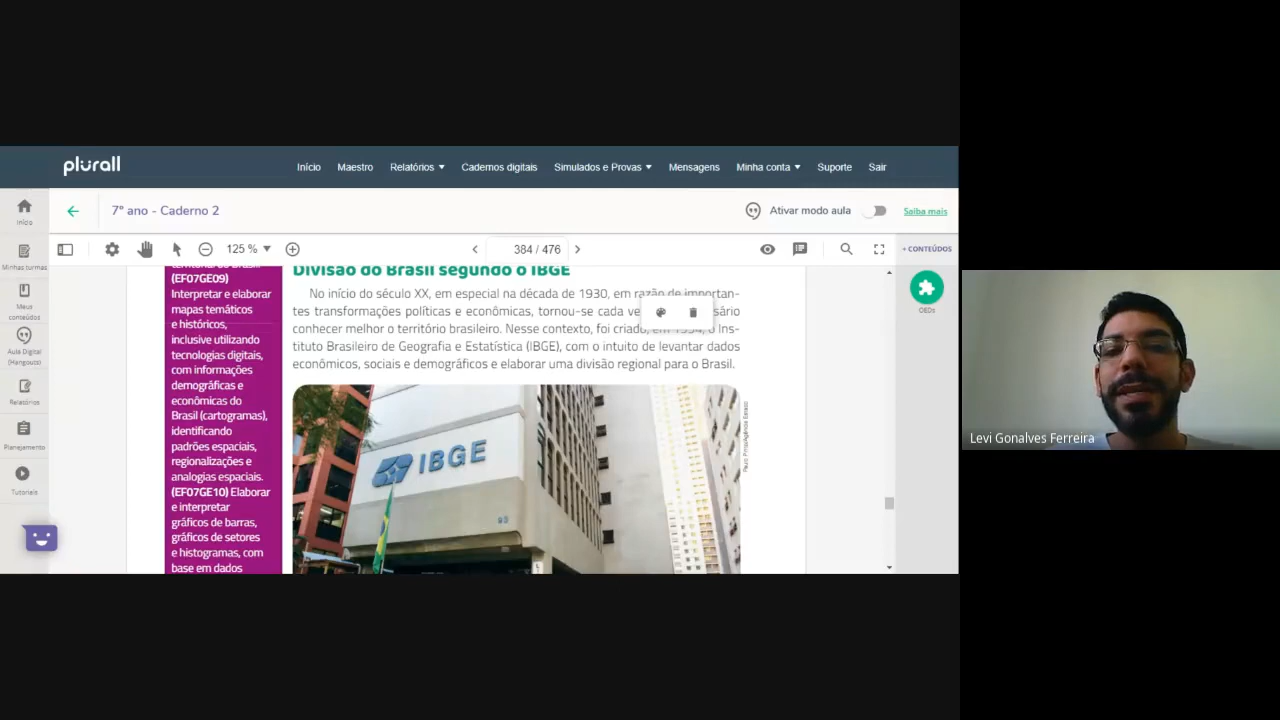 plurall
Início Maestro Relatórios Cadernos digitais Simulados e Provas Mensagens Minha conta Suporte Sair
7º ano - Caderno 2
Ativar modo aula
Saiba mais
125 %
384 / 476
+ CONTEÚDOS
OEDs
Início
Minhas turmas
Meus
conteúdos
Aula Digital
(Hangouts)
Relatórios
Planejamento
Tutoriais
(EF07GE09)
Interpretar e elaborar
mapas temáticos
e históricos,
inclusive utilizando
tecnologias digitais,
com informações
demográficas e
econômicas do
Brasil (cartogramas),
identificando
padrões espaciais,
regionalizações e
analogias espaciais.
(EF07GE10) Elaborar
e interpretar
gráficos de barras,
gráficos de setores
e histogramas, com
base em dados
Divisão do Brasil segundo o IBGE
No início do século XX, em especial na década de 1930, em razão de importan-
tes transformações políticas e econômicas, tornou-se cada ve sário
conhecer melhor o território brasileiro. Nesse contexto, foi criado, em 1934, o Ins-
tituto Brasileiro de Geografia e Estatística (IBGE), com o intuito de levantar dados
econômicos, sociais e demográficos e elaborar uma divisão regional para o Brasil.
IBGE
93
Levi Gonalves Ferreira